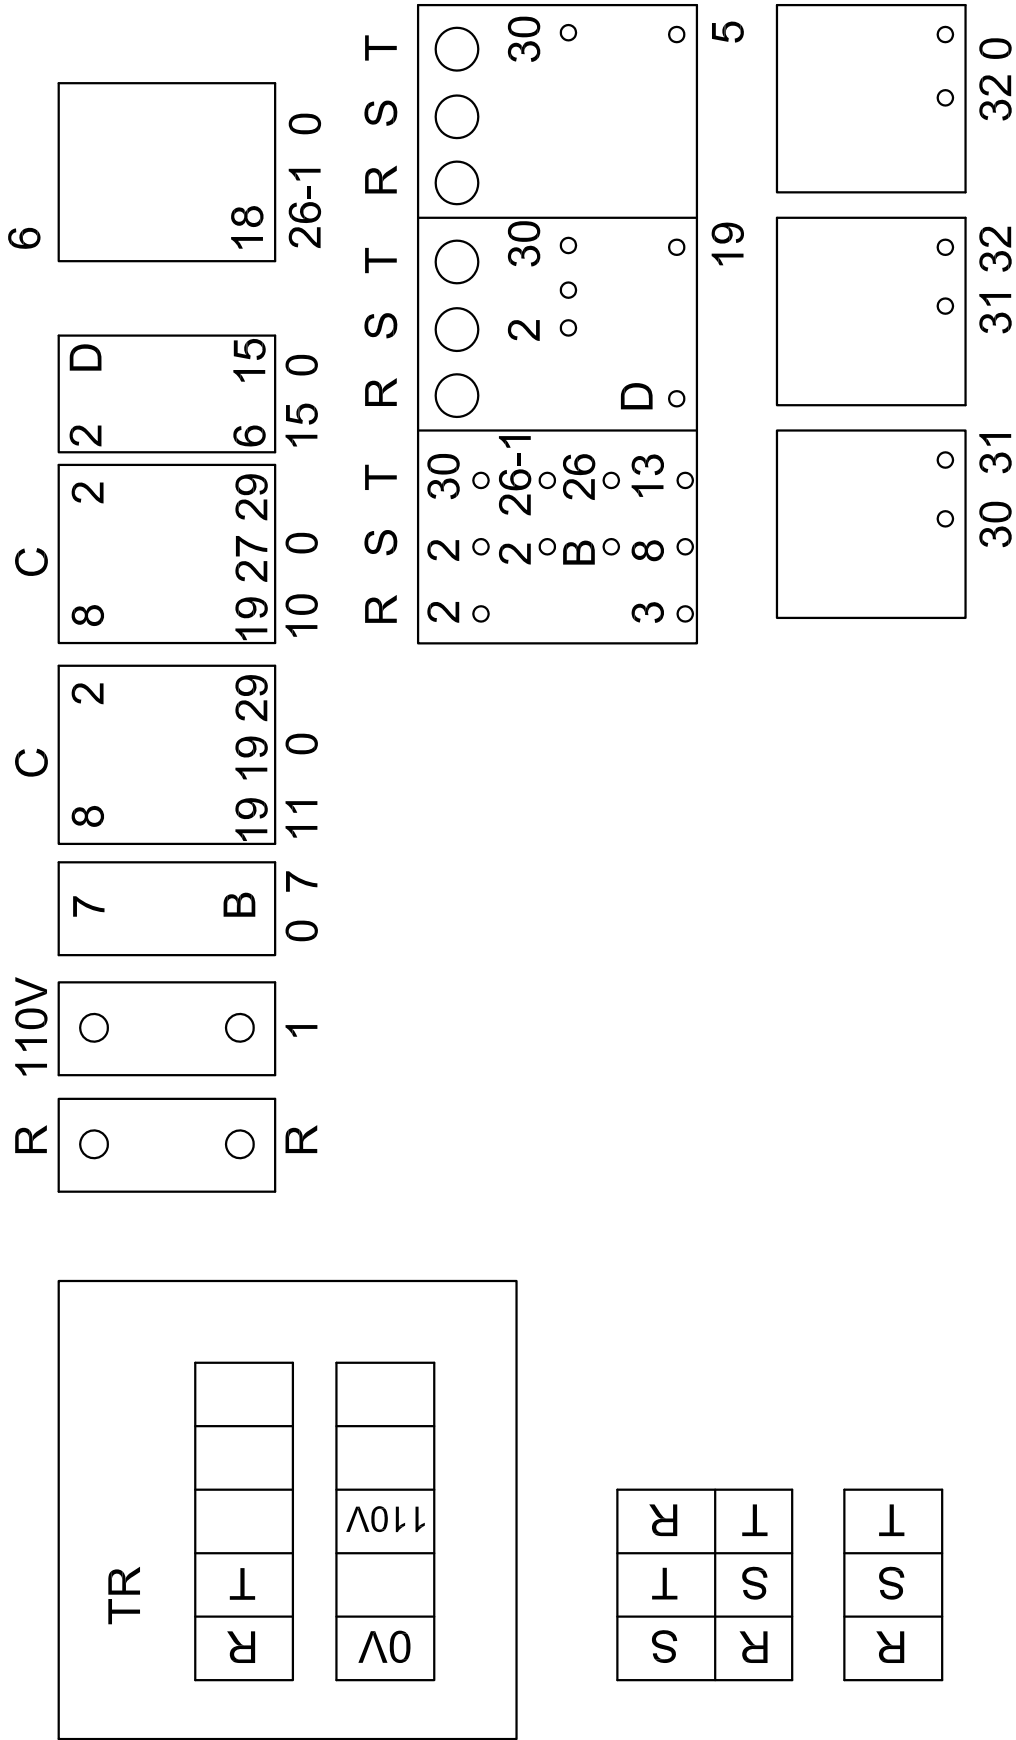 R 110V C C 6
7 8 2 8 2 2 D
TR
R T B 19 19 29 19 27 29 6 15 18
R 1 0 7 11 0 10 0 15 0 26-1 0
0V 110V R S T R S T R S T
2 2 30
2 26-1 2 30 30
B 26
3 8 13 D
S T R
19 5
R S T
R S T
30 31 31 32 32 0